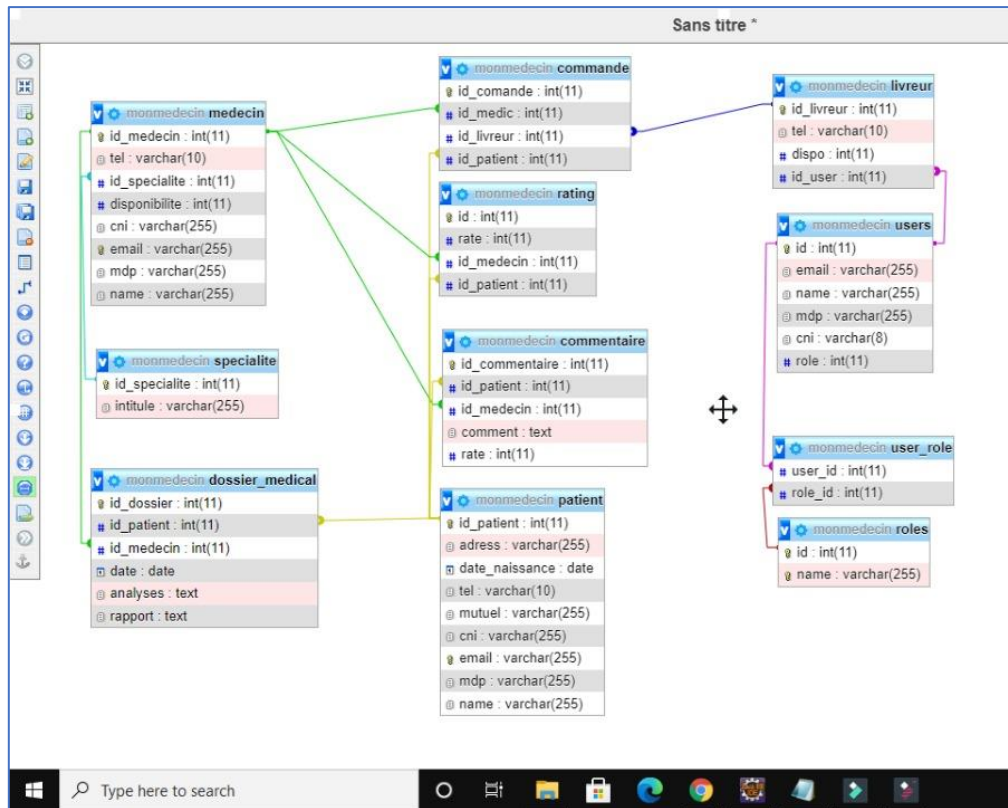 Sans titre *
monmedecin medecin
id_medecin : int(11)
tel : varchar(10)
id_specialite : int(11)
disponibilite : int(11)
cni : varchar(255)
email : varchar(255)
mdp : varchar(255)
name : varchar(255)
monmedecin specialite
id_specialite : int(11)
intitule : varchar(255)
monmedecin dossier_medical
id_dossier : int(11)
id_patient : int(11)
id_medecin : int(11)
date : date
analyses : text
rapport : text
monmedecin commande
id_comande : int(11)
id_medic : int(11)
id_livreur : int(11)
id_patient : int(11)
monmedecin rating
id : int(11)
rate : int(11)
id_medecin : int(11)
id_patient : int(11)
monmedecin commentaire
id_commentaire : int(11)
id_patient : int(11)
id_medecin : int(11)
comment : text
rate : int(11)
monmedecin patient
id_patient : int(11)
adress : varchar(255)
date_naissance : date
tel : varchar(10)
mutuel : varchar(255)
cni : varchar(255)
email : varchar(255)
mdp : varchar(255)
name : varchar(255)
monmedecin livreur
id_livreur : int(11)
tel : varchar(10)
dispo : int(11)
id_user : int(11)
monmedecin users
id : int(11)
email : varchar(255)
name : varchar(255)
mdp : varchar(255)
cni : varchar(8)
role : int(11)
monmedecin user_role
user_id : int(11)
role_id : int(11)
monmedecin roles
id : int(11)
name : varchar(255)
Type here to search